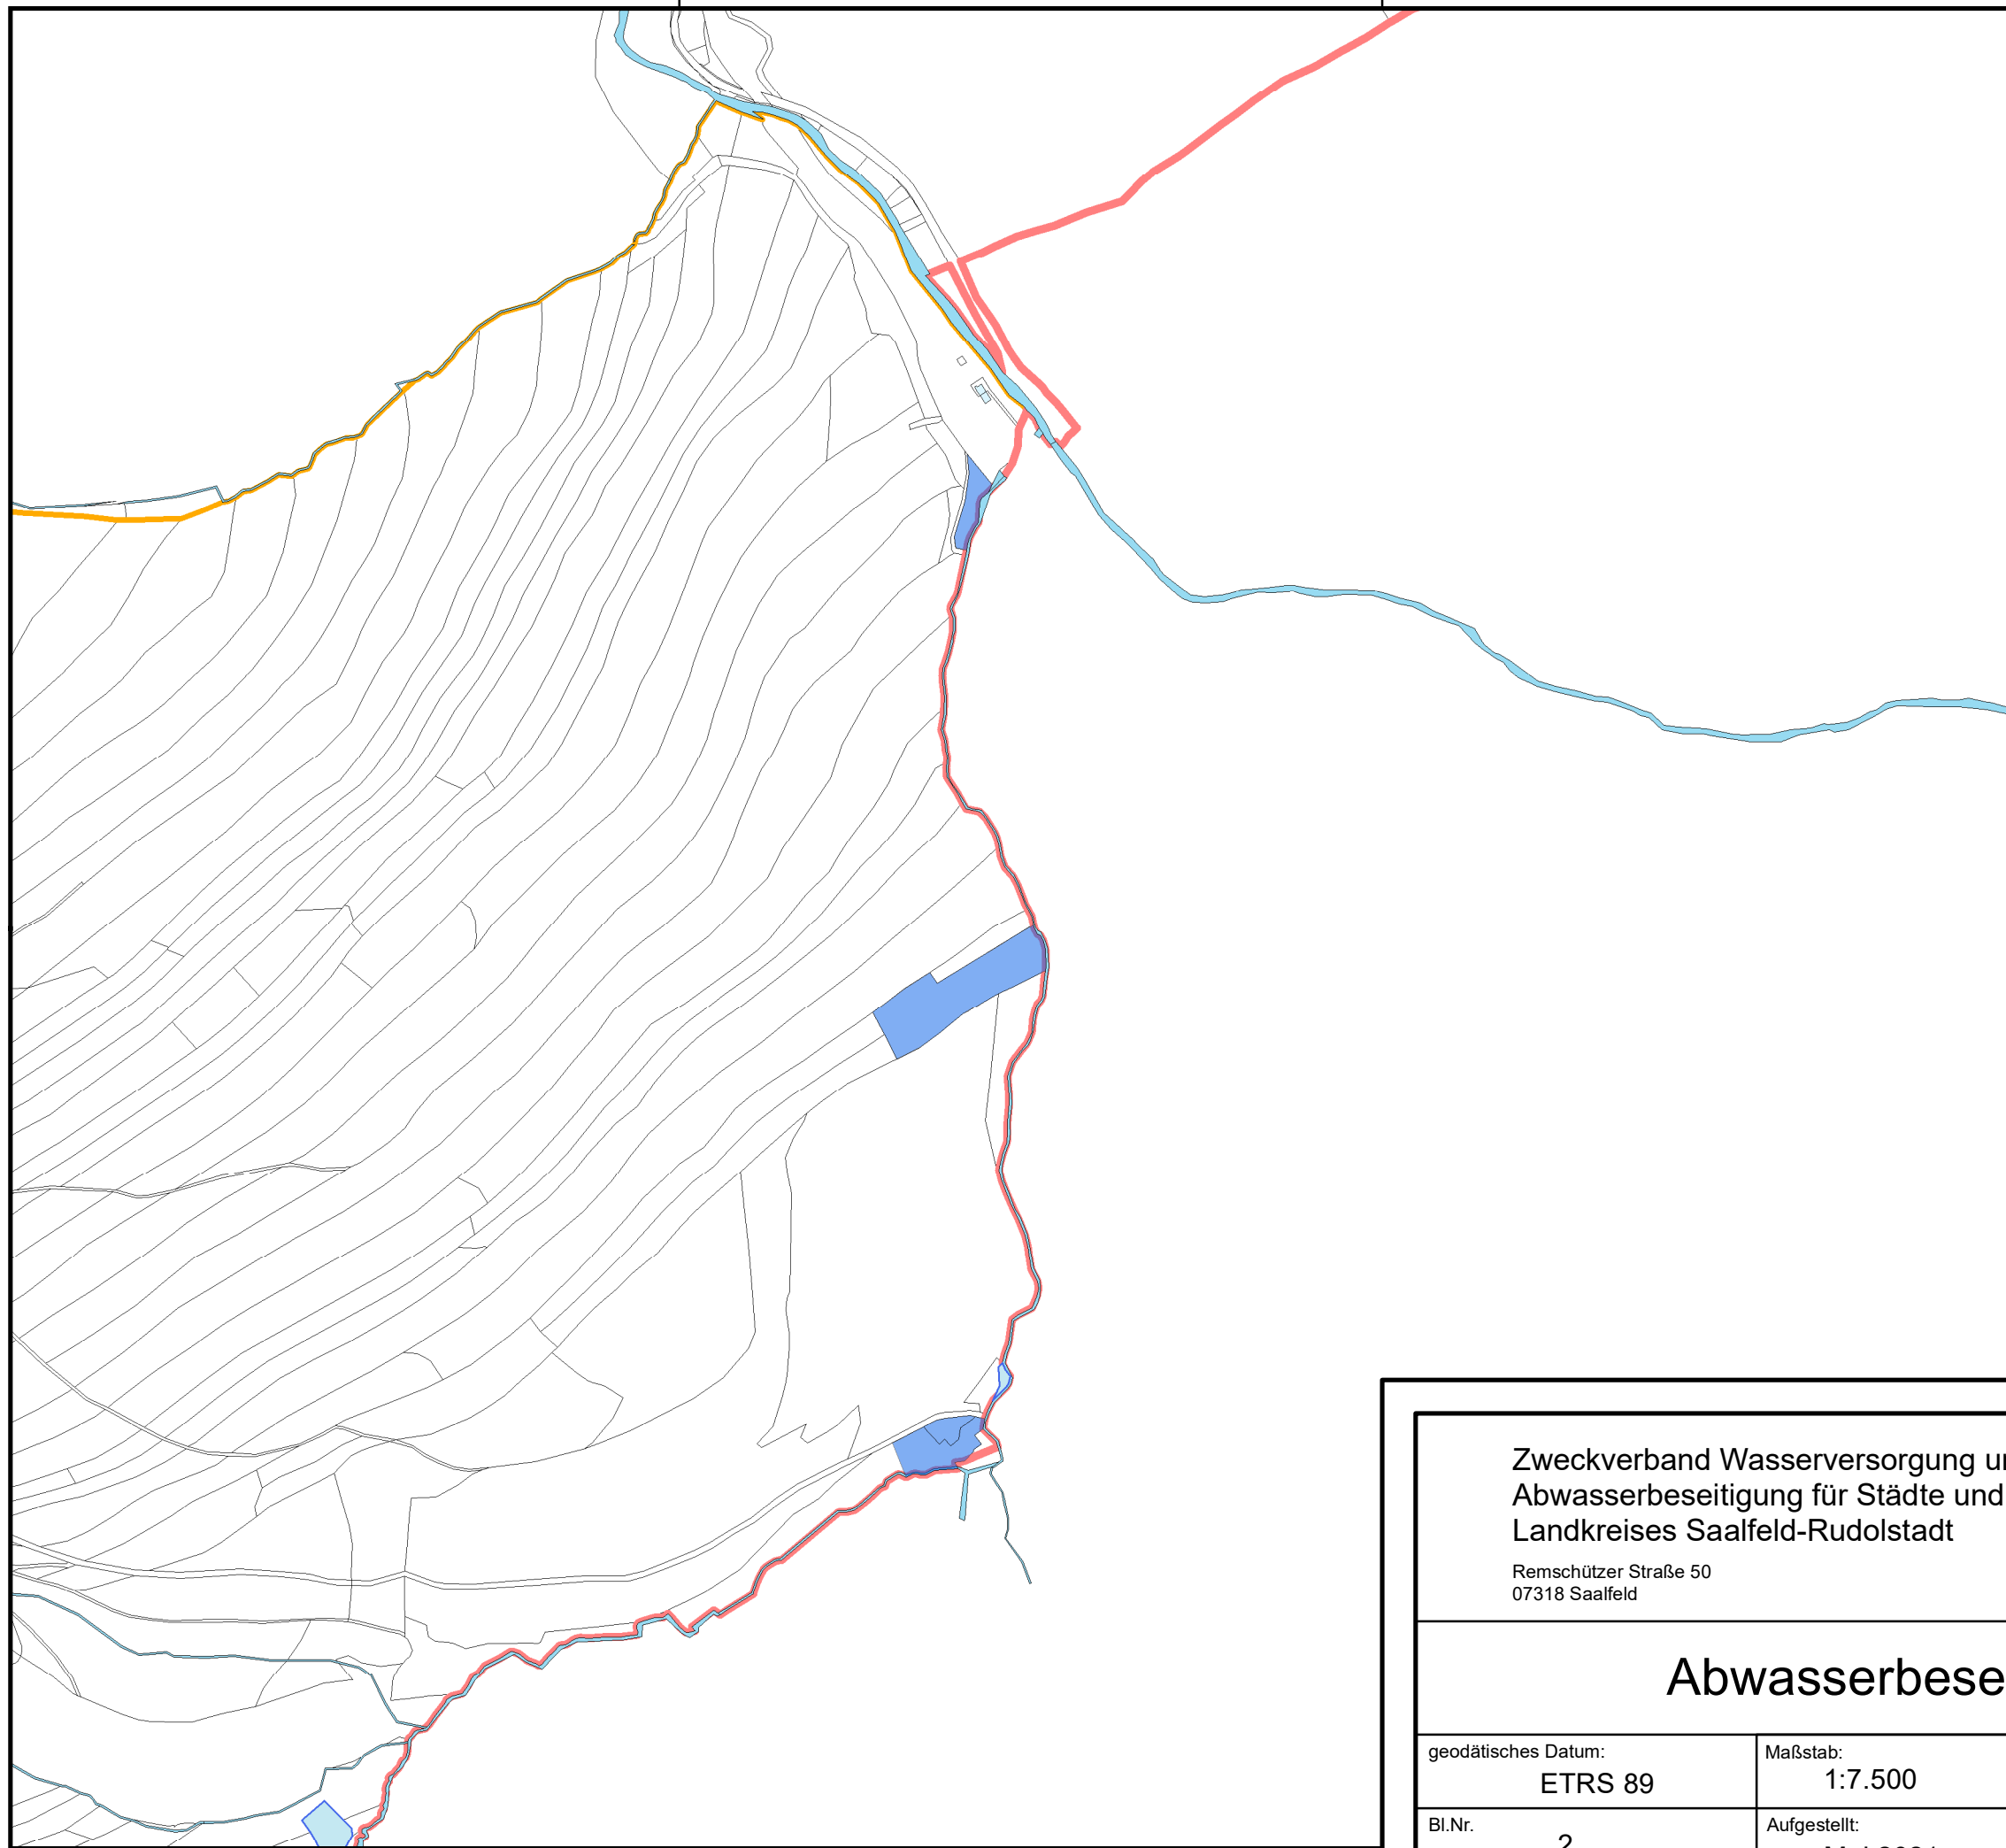 Zweckverband Wasserversorgung
Abwasserbeseitigung für Städte und
Landkreises Saalfeld-Rudolstadt
Remschützer Straße 50
07318 Saalfeld
Abwasserbese
geodätisches Datum:
ETRS 89
Maßstab:
1:7.500
Bl.Nr.
2
Aufgestellt: